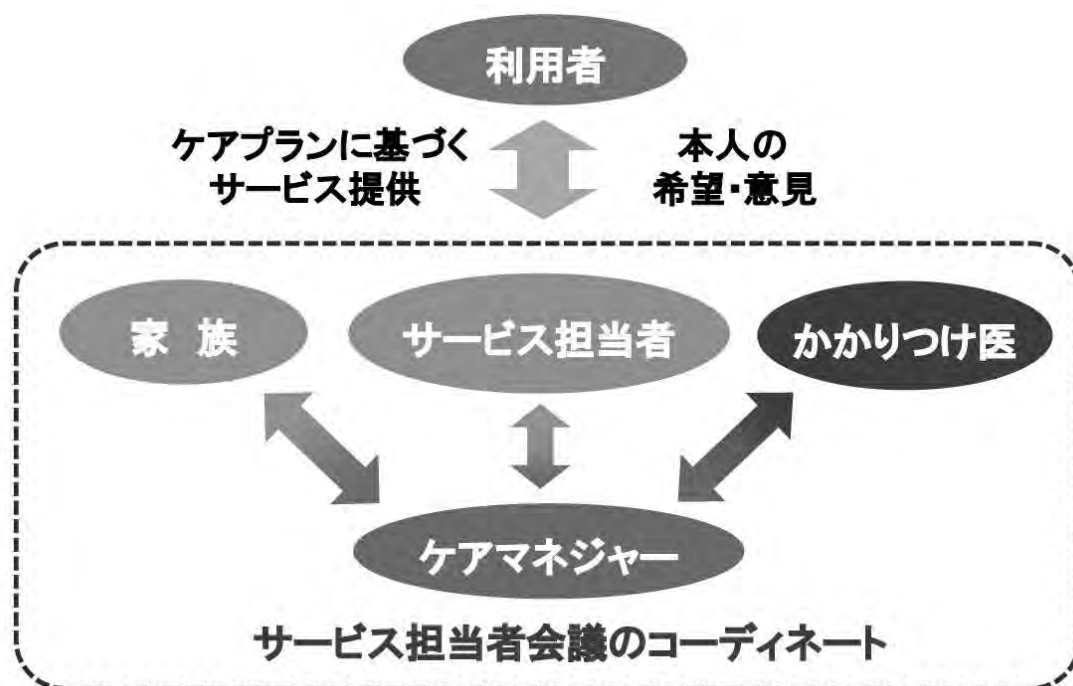 利用者
ケアプランに基づく
サービス提供
本人の
希望・意見
家 族
サービス担当者
かかりつけ医
ケアマネジャー
サービス担当者会議のコーディネート